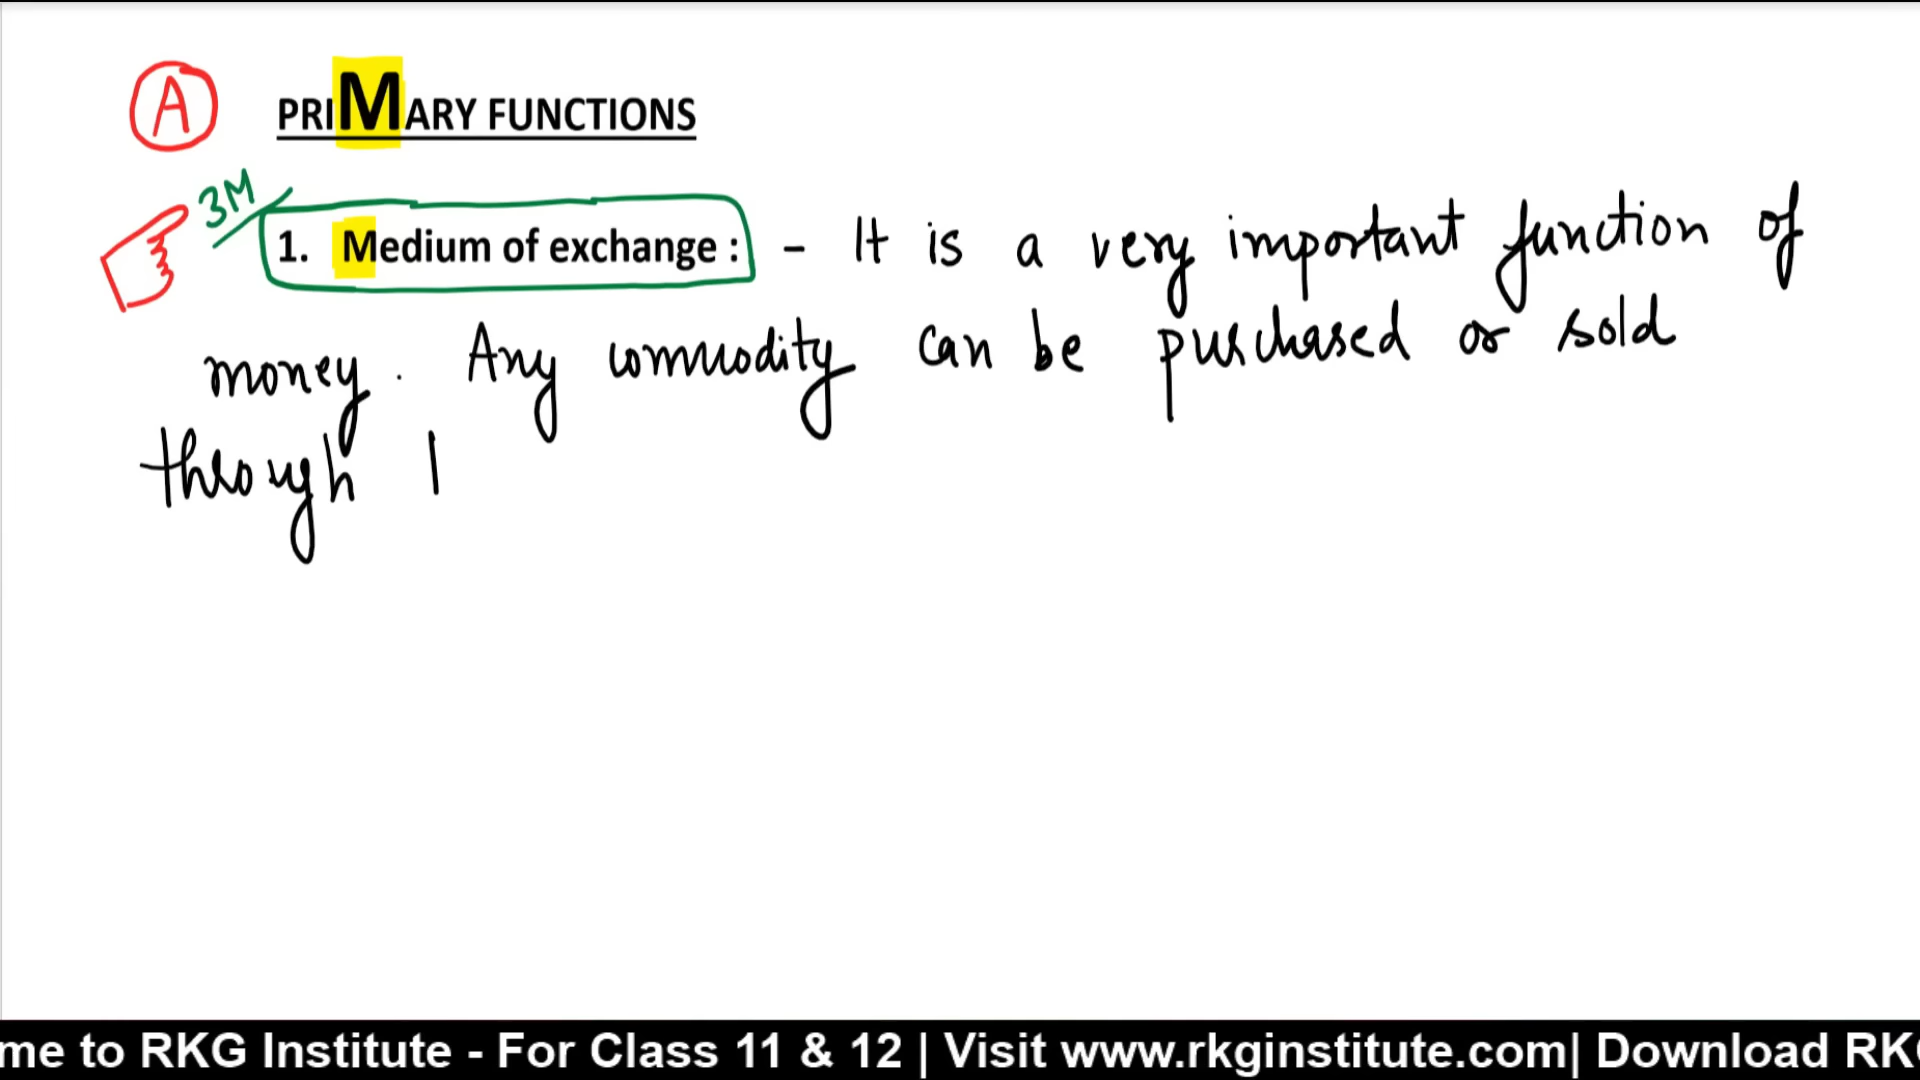 A PRIMARY FUNCTIONS
3M
1. Medium of exchange : - It is a very important function of
money. Any commodity can be purchased or sold
through
me to RKG Institute - For Class 11 & 12 | Visit www.rkginstitute.com| Download RK